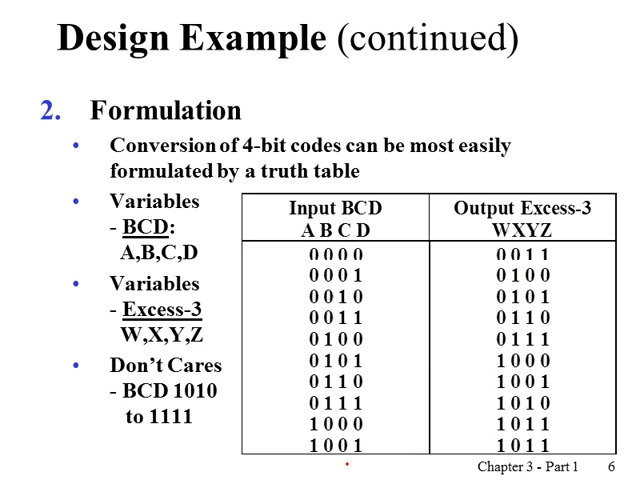 Design Example (continued)
2. Formulation
• Conversion of 4-bit codes can be most easily
formulated by a truth table
• Variables
- BCD:
A,B,C,D
• Variables
- Excess-3
W,X,Y,Z
• Don't Cares
- BCD 1010
to 1111
Input BCD Output Excess-3
A B C D WXYZ
0 0 0 0 0 0 1 1
0 0 0 1 0 1 0 0
0 0 1 0 0 1 0 1
0 0 1 1 0 1 1 0
0 1 0 0 0 1 1 1
0 1 0 1 1 0 0 0
0 1 1 0 1 0 0 1
0 1 1 1 1 0 1 0
1 0 0 0 1 0 1 1
1 0 0 1 1 0 1 1
Chapter 3 - Part 1 6